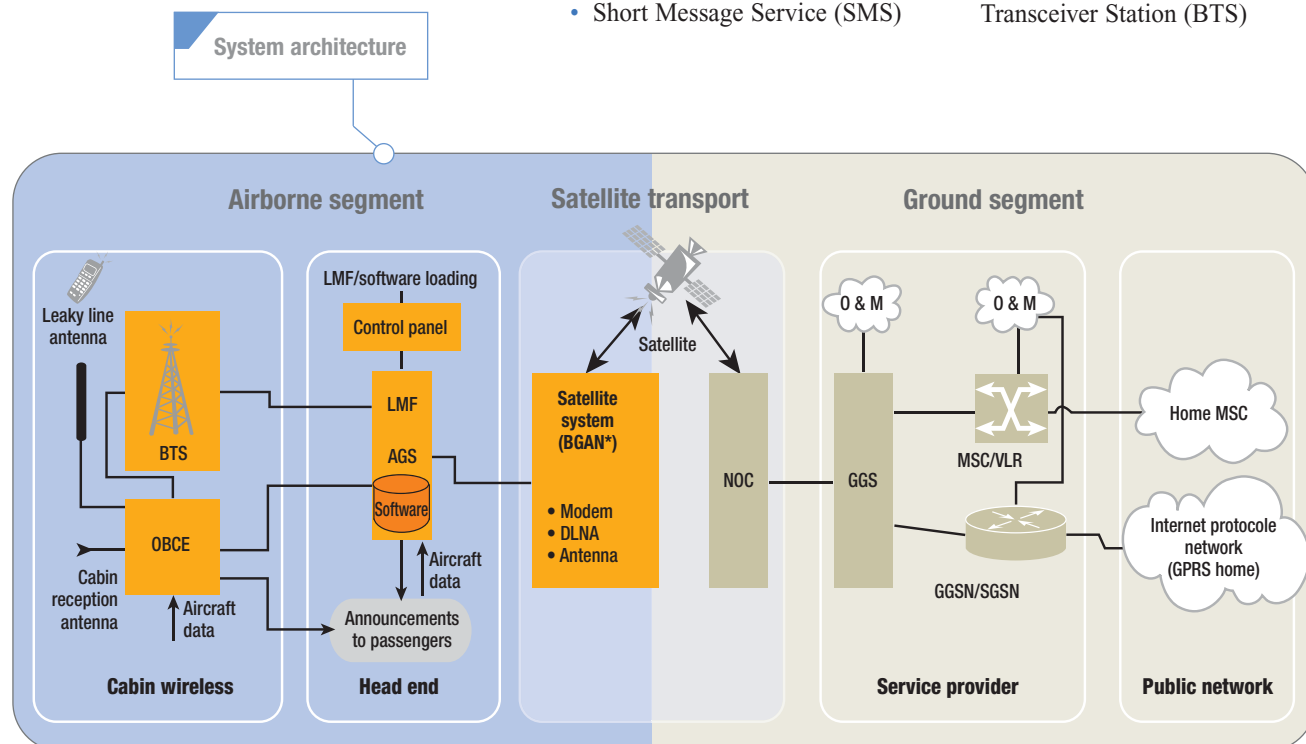 • Short Message Service (SMS)
Transceiver Station (BTS)
System architecture
Airborne segment
Satellite transport
Ground segment
Leaky line
antenna
BTS
OBCE
Cabin
reception
antenna
Aircraft
data
Cabin wireless
LMF/software loading
Control panel
LMF
AGS
Software
Aircraft
data
Announcements
to passengers
Head end
Satellite
Satellite
system
(BGAN*)
• Modem
• DLNA
• Antenna
NOC
O & M
O & M
GGS
MSC/VLR
GGSN/SGSN
Service provider
Home MSC
Internet protocole
network
(GPRS home)
Public network